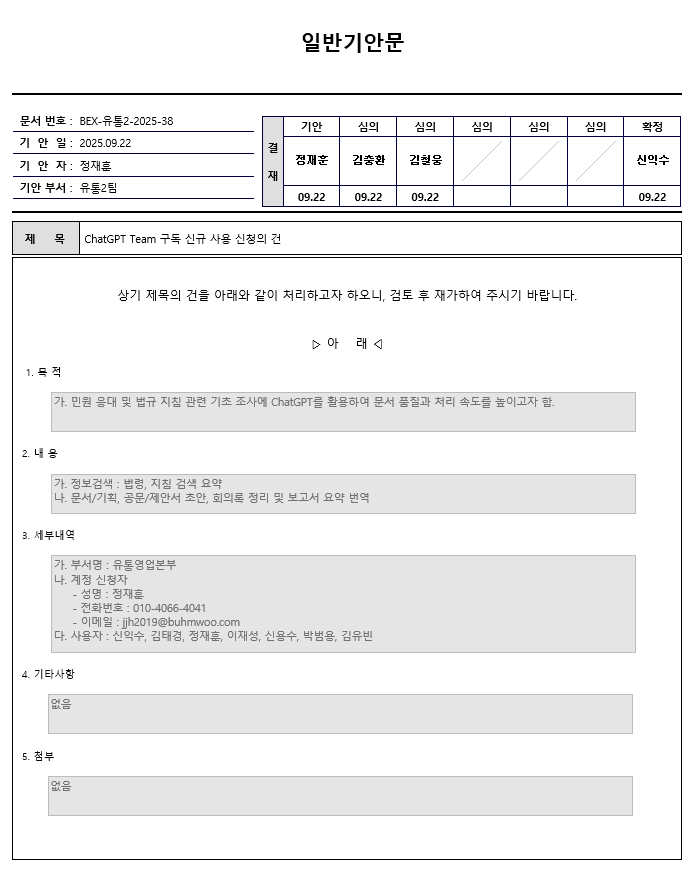 일반기안문
문서 번호 : BEX-유통2-2025-38
기 안 일 : 2025.09.22
기 안 자 : 정재훈
기안 부서 : 유통2팀
결재
기안 심의 심의 심의 심의 심의 확정
정재훈 김충환 김철웅 신익수
09.22 09.22 09.22 09.22
제 목 ChatGPT Team 구독 신규 사용 신청의 건
상기 제목의 건을 아래와 같이 처리하고자 하오니, 검토 후 재가하여 주시기 바랍니다.
▷ 아 래 ◁
1. 목 적
가. 민원 응대 및 법규 지침 관련 기초 조사에 ChatGPT를 활용하여 문서 품질과 처리 속도를 높이고자 함.
2. 내 용
가. 정보검색 : 법령, 지침 검색 요약
나. 문서/기획, 공문/제안서 초안, 회의록 정리 및 보고서 요약 번역
3. 세부내역
가. 부서명 : 유통영업본부
나. 계정 신청자
- 성명 : 정재훈
- 전화번호 : 010-4066-4041
- 이메일 : jjh2019@buhmwoo.com
다. 사용자 : 신익수, 김태경, 정재훈, 이재성, 신용수, 박범용, 김유빈
4. 기타사항
없음
5. 첨부
없음